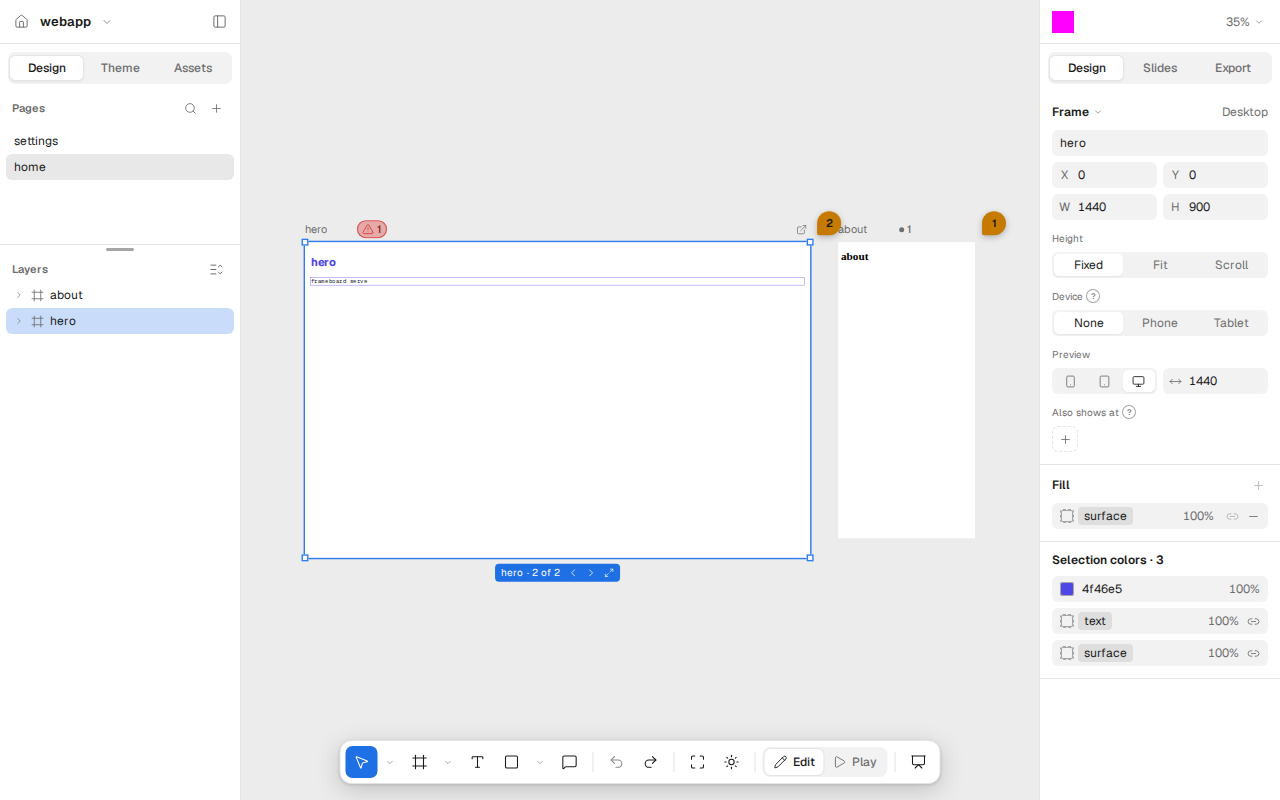 webapp
35%
Design
Theme
Assets
Design
Slides
Export
Pages
settings
home
Frame
Desktop
hero
X 0
Y 0
W 1440
H 900
Height
Fixed
Fit
Scroll
Device ?
None
Phone
Tablet
Preview
1440
Also shows at ?
Layers
about
hero
hero
1
2
about
1
1
hero
frameboard serve
about
hero · 2 of 2
Fill
surface
100%
Selection colors · 3
4f46e5
100%
text
100%
surface
100%
Edit
Play